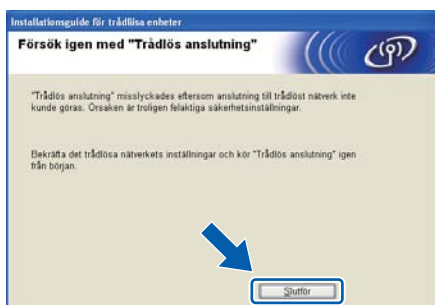 Installationsguide för trådlösa enheter
Försök igen med "Trådlös anslutning"
"Trådlös anslutning" misslyckades eftersom anslutning till trådlöst nätverk inte
kunde göras. Orsaken är troligen felaktiga säkerhetsinställningar.
Bekräfta det trådlösa nätverkets inställningar och kör "Trådlös anslutning" igen
från början.
Slutför